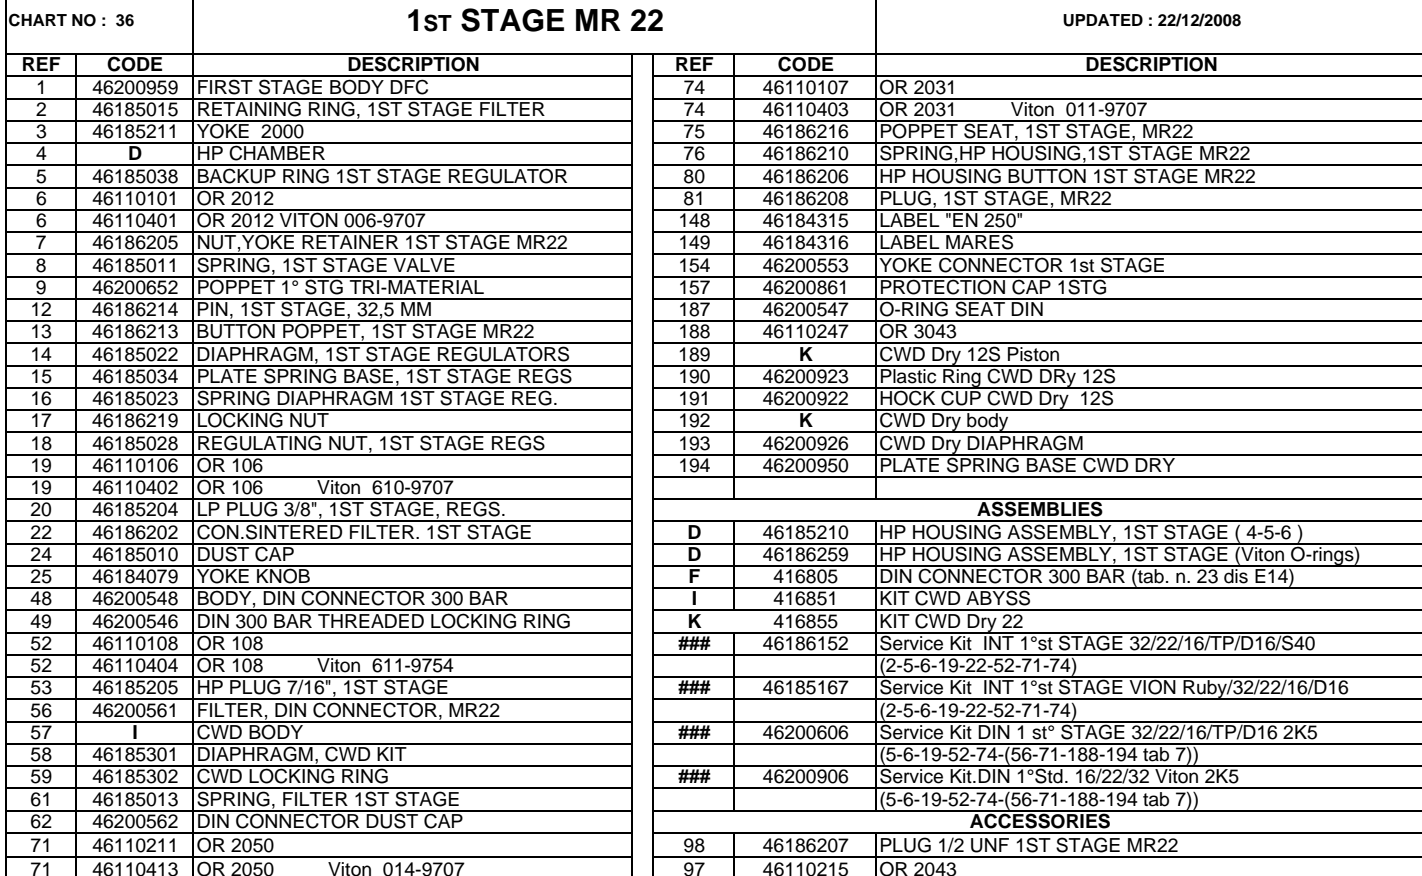 CHART NO : 36
1ST STAGE MR 22
UPDATED : 22/12/2008
REF CODE DESCRIPTION
1 46200959 FIRST STAGE BODY DFC
2 46185015 RETAINING RING, 1ST STAGE FILTER
3 46185211 YOKE 2000
4 D HP CHAMBER
5 46185038 BACKUP RING 1ST STAGE REGULATOR
6 46110101 OR 2012
6 46110401 OR 2012 VITON 006-9707
7 46186205 NUT,YOKE RETAINER 1ST STAGE MR22
8 46185011 SPRING, 1ST STAGE VALVE
9 46200652 POPPET 1° STG TRI-MATERIAL
12 46186214 PIN, 1ST STAGE, 32,5 MM
13 46186213 BUTTON POPPET, 1ST STAGE MR22
14 46185022 DIAPHRAGM, 1ST STAGE REGULATORS
15 46185034 PLATE SPRING BASE, 1ST STAGE REGS
16 46185023 SPRING DIAPHRAGM 1ST STAGE REG.
17 46186219 LOCKING NUT
18 46185028 REGULATING NUT, 1ST STAGE REGS
19 46110106 OR 106
19 46110402 OR 106 Viton 610-9707
20 46185204 LP PLUG 3/8", 1ST STAGE, REGS.
22 46186202 CON.SINTERED FILTER. 1ST STAGE
24 46185010 DUST CAP
25 46184079 YOKE KNOB
48 46200548 BODY, DIN CONNECTOR 300 BAR
49 46200546 DIN 300 BAR THREADED LOCKING RING
52 46110108 OR 108
52 46110404 OR 108 Viton 611-9754
53 46185205 HP PLUG 7/16", 1ST STAGE
56 46200561 FILTER, DIN CONNECTOR, MR22
57 I CWD BODY
58 46185301 DIAPHRAGM, CWD KIT
59 46185302 CWD LOCKING RING
61 46185013 SPRING, FILTER 1ST STAGE
62 46200562 DIN CONNECTOR DUST CAP
71 46110211 OR 2050
71 46110413 OR 2050 Viton 014-9707
REF CODE DESCRIPTION
74 46110107 OR 2031
74 46110403 OR 2031 Viton 011-9707
75 46186216 POPPET SEAT, 1ST STAGE, MR22
76 46186210 SPRING,HP HOUSING,1ST STAGE MR22
80 46186206 HP HOUSING BUTTON 1ST STAGE MR22
81 46186208 PLUG, 1ST STAGE, MR22
148 46184315 LABEL "EN 250"
149 46184316 LABEL MARES
154 46200553 YOKE CONNECTOR 1st STAGE
157 46200861 PROTECTION CAP 1STG
187 46200547 O-RING SEAT DIN
188 46110247 OR 3043
189 K CWD Dry 12S Piston
190 46200923 Plastic Ring CWD DRy 12S
191 46200922 HOCK CUP CWD Dry 12S
192 K CWD Dry body
193 46200926 CWD Dry DIAPHRAGM
194 46200950 PLATE SPRING BASE CWD DRY
ASSEMBLIES
D 46185210 HP HOUSING ASSEMBLY, 1ST STAGE ( 4-5-6 )
D 46186259 HP HOUSING ASSEMBLY, 1ST STAGE (Viton O-rings)
F 416805 DIN CONNECTOR 300 BAR (tab. n. 23 dis E14)
I 416851 KIT CWD ABYSS
K 416855 KIT CWD Dry 22
### 46186152 Service Kit INT 1°st STAGE 32/22/16/TP/D16/S40
(2-5-6-19-22-52-71-74)
### 46185167 Service Kit INT 1°st STAGE VION Ruby/32/22/16/D16
(2-5-6-19-22-52-71-74)
### 46200606 Service Kit DIN 1 st° STAGE 32/22/16/TP/D16 2K5
(5-6-19-52-74-(56-71-188-194 tab 7))
### 46200906 Service Kit.DIN 1°Std. 16/22/32 Viton 2K5
(5-6-19-52-74-(56-71-188-194 tab 7))
ACCESSORIES
98 46186207 PLUG 1/2 UNF 1ST STAGE MR22
97 46110215 OR 2043